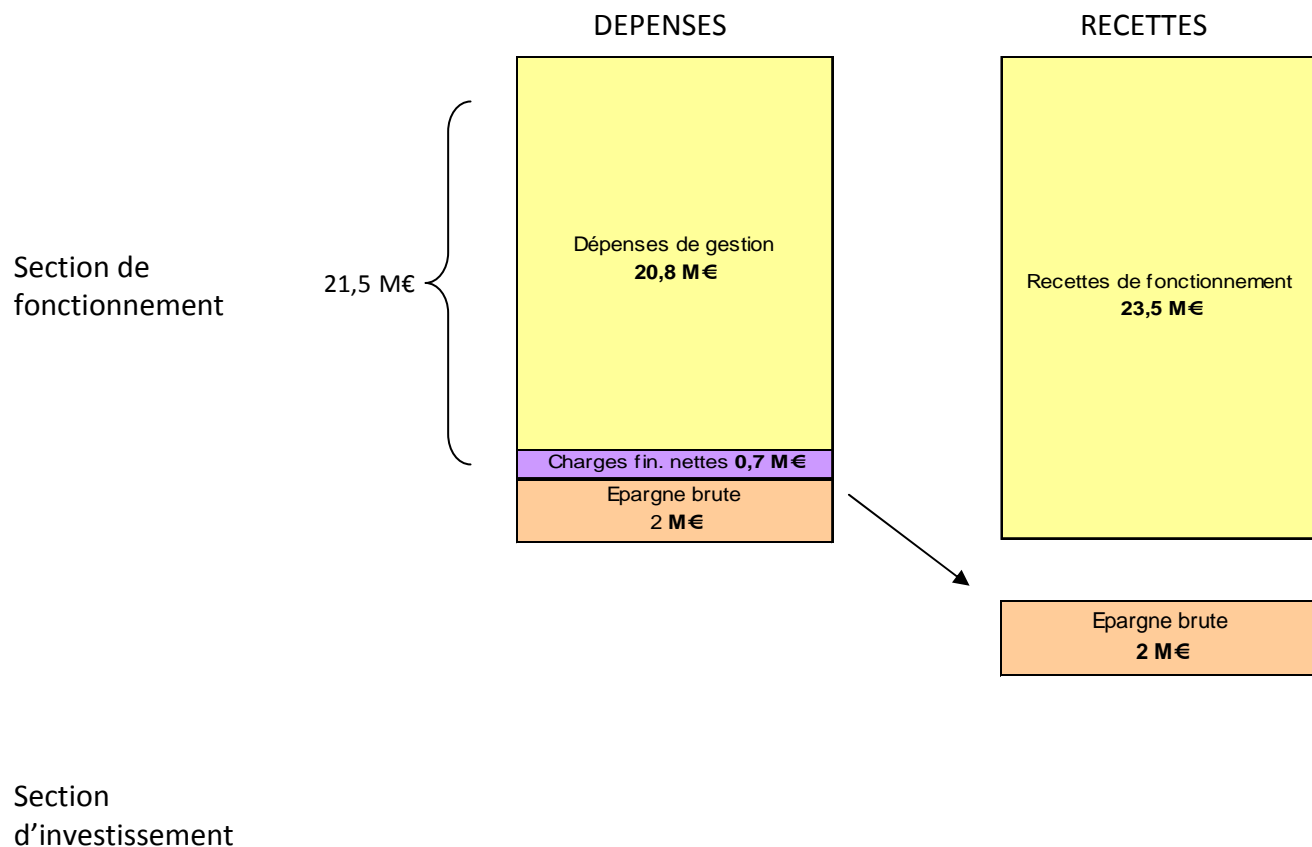 DEPENSES
RECETTES
Section de
fonctionnement
21,5 M€
Dépenses de gestion
20,8 M€
Recettes de fonctionnement
23,5 M€
Charges fin. nettes 0,7 M€
Epargne brute
2 M€
Epargne brute
2 M€
Section
d’investissement